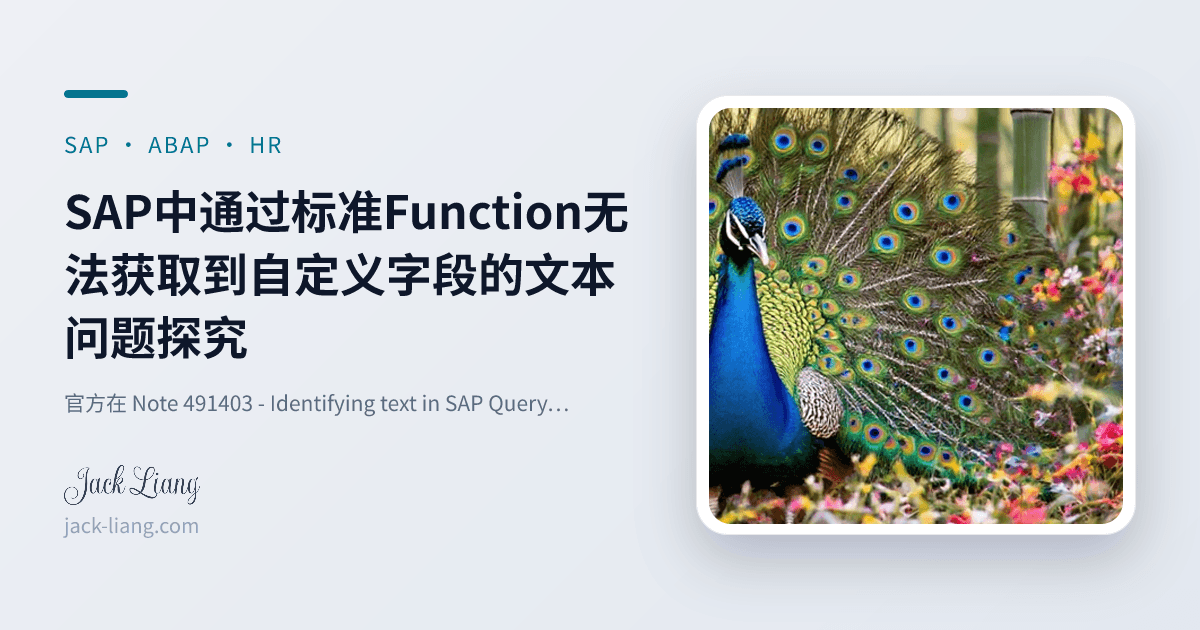 SAP • ABAP • HR
SAP中通过标准Function无
法获取到自定义字段的文本
问题探究
官方在 Note 491403 - Identifying text in SAP Query…
Jack Liang
jack-liang.com